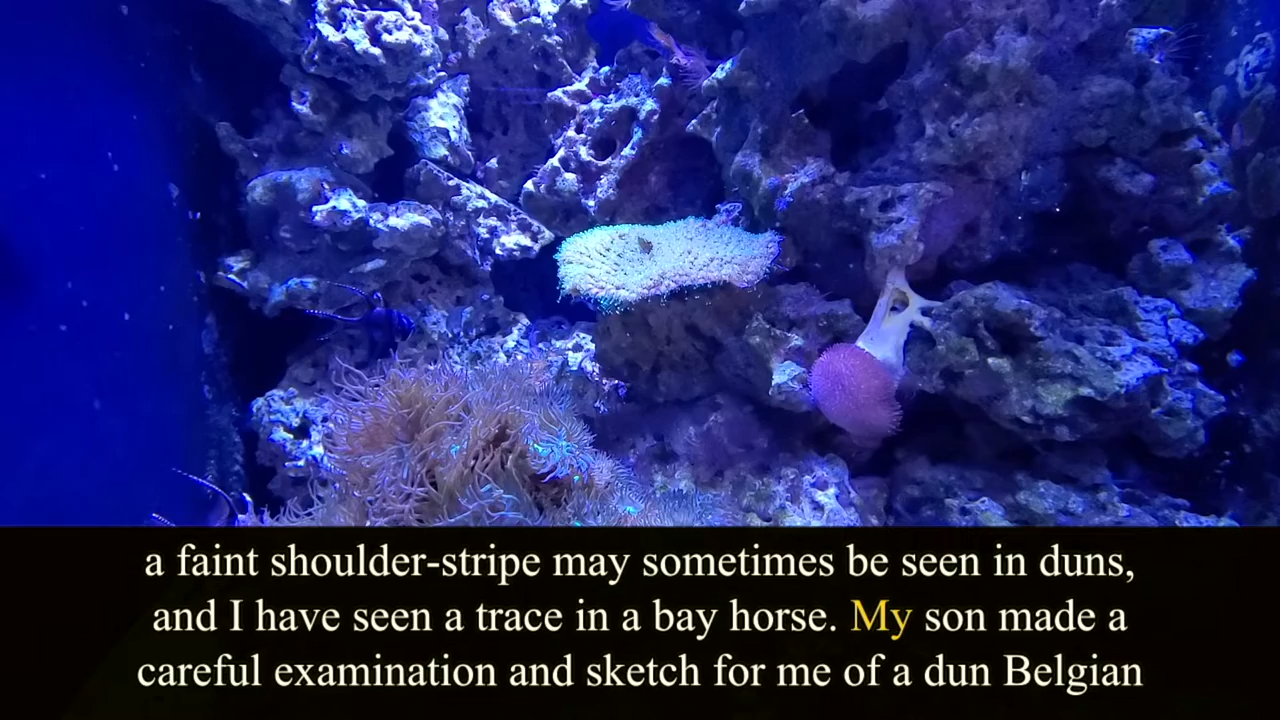 a faint shoulder-stripe may sometimes be seen in duns,
and I have seen a trace in a bay horse. My son made a
careful examination and sketch for me of a dun Belgian